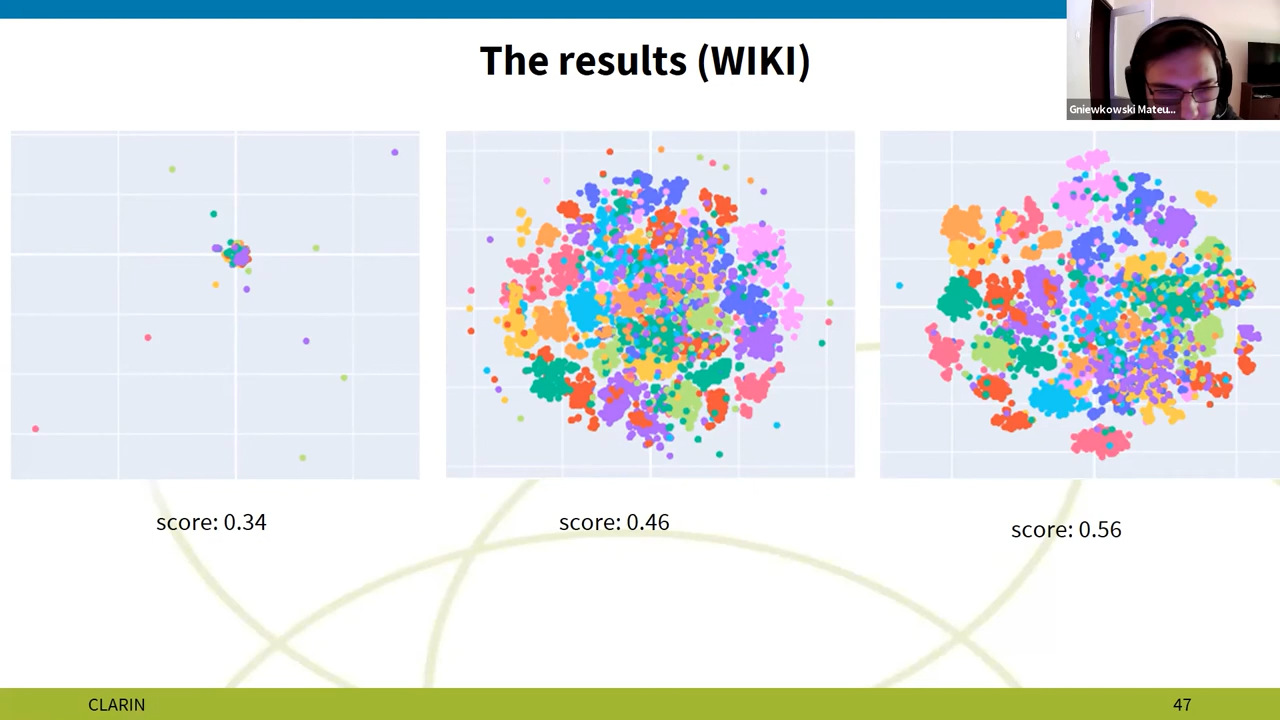 The results (WIKI)
Gniewkowski Mateu...
score: 0.34
score: 0.46
score: 0.56
CLARIN
47